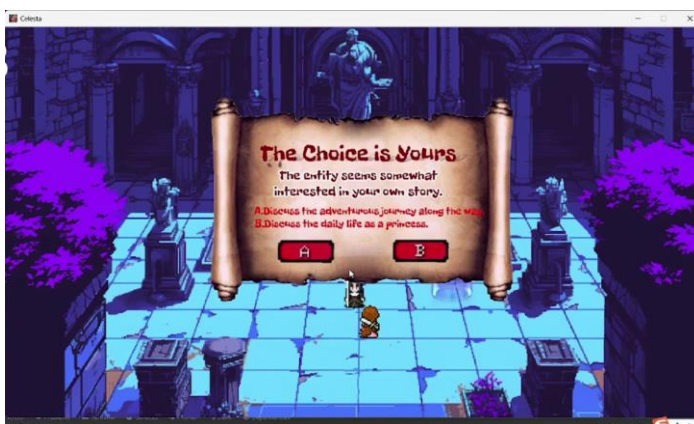 Celesta
The Choice is Yours
The entity seems somewhat
interested in your own story.
A.Discuss the adventurous journey along the way.
B.Discuss the daily life as a princess.
A
B